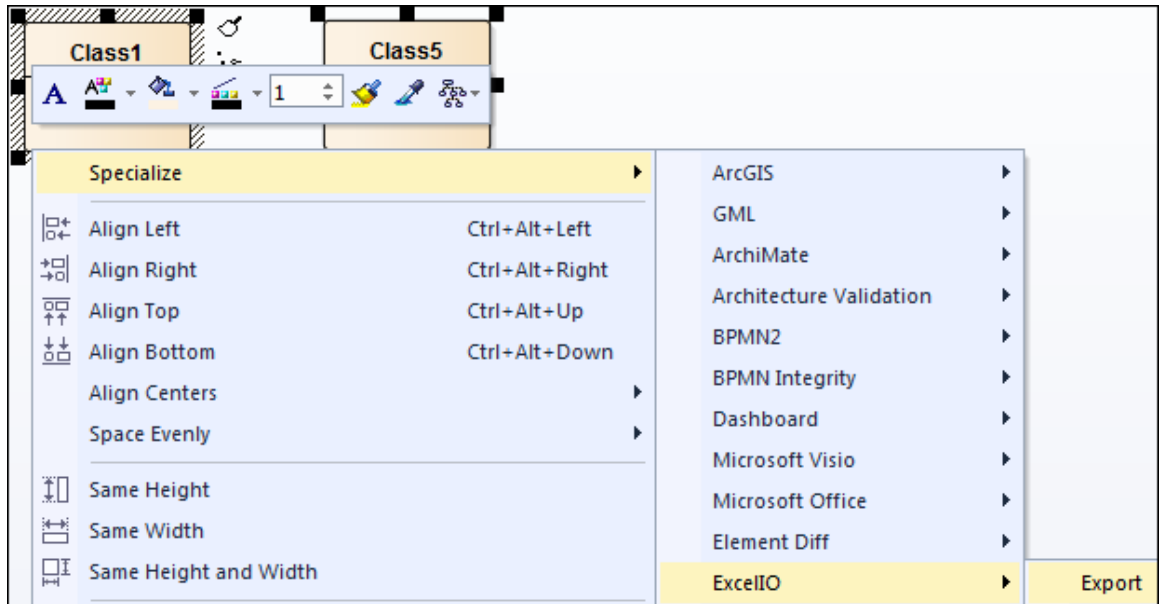 Class1
Class5
A A 1
Specialize
Align Left Ctrl+Alt+Left
Align Right Ctrl+Alt+Right
Align Top Ctrl+Alt+Up
Align Bottom Ctrl+Alt+Down
Align Centers
Space Evenly
Same Height
Same Width
Same Height and Width
ArcGIS
GML
ArchiMate
Architecture Validation
BPMN2
BPMN Integrity
Dashboard
Microsoft Visio
Microsoft Office
Element Diff
ExcelIO
Export